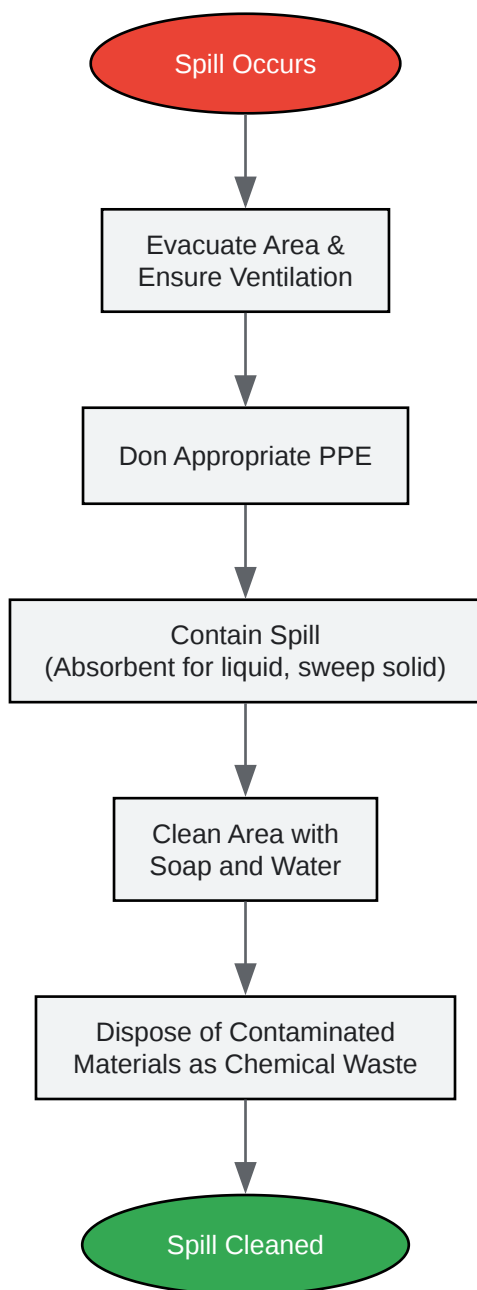 Spill Occurs
Evacuate Area &
Ensure Ventilation
Don Appropriate PPE
Contain Spill
(Absorbent for liquid, sweep solid)
Clean Area with
Soap and Water
Dispose of Contaminated
Materials as Chemical Waste
Spill Cleaned